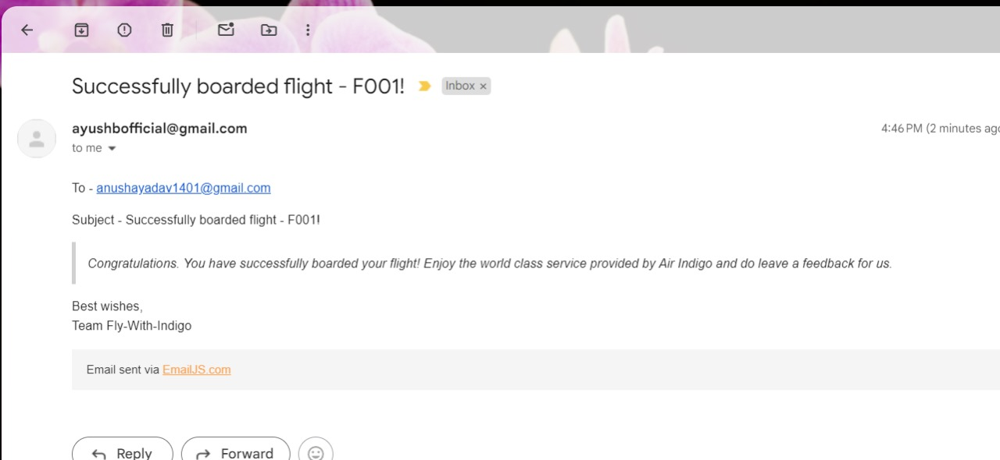 Successfully boarded flight - F001!
Inbox ×
ayushbofficial@gmail.com
4:46 PM (2 minutes ago
to me
To - anushayadav1401@gmail.com
Subject - Successfully boarded flight - F001!
Congratulations. You have successfully boarded your flight! Enjoy the world class service provided by Air Indigo and do leave a feedback for us.
Best wishes,
Team Fly-With-Indigo
Email sent via EmailJS.com
Reply
Forward